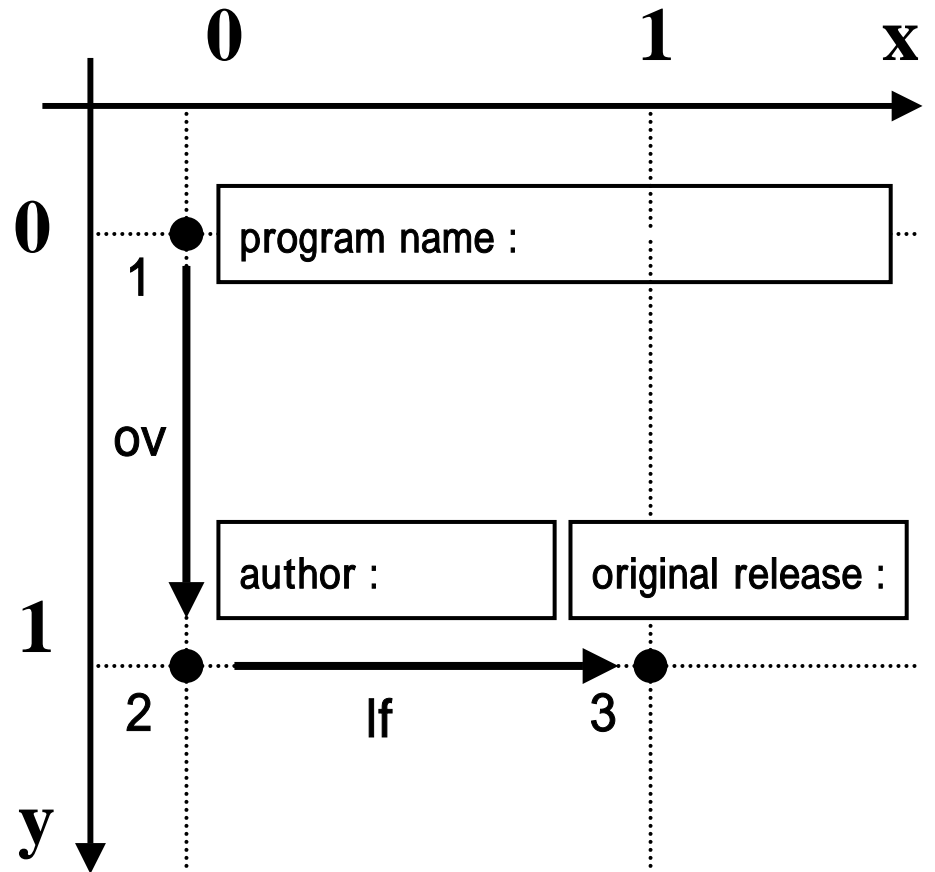 0 1 x
0
program name :
1
ov
author : original release :
1
2 lf 3
y